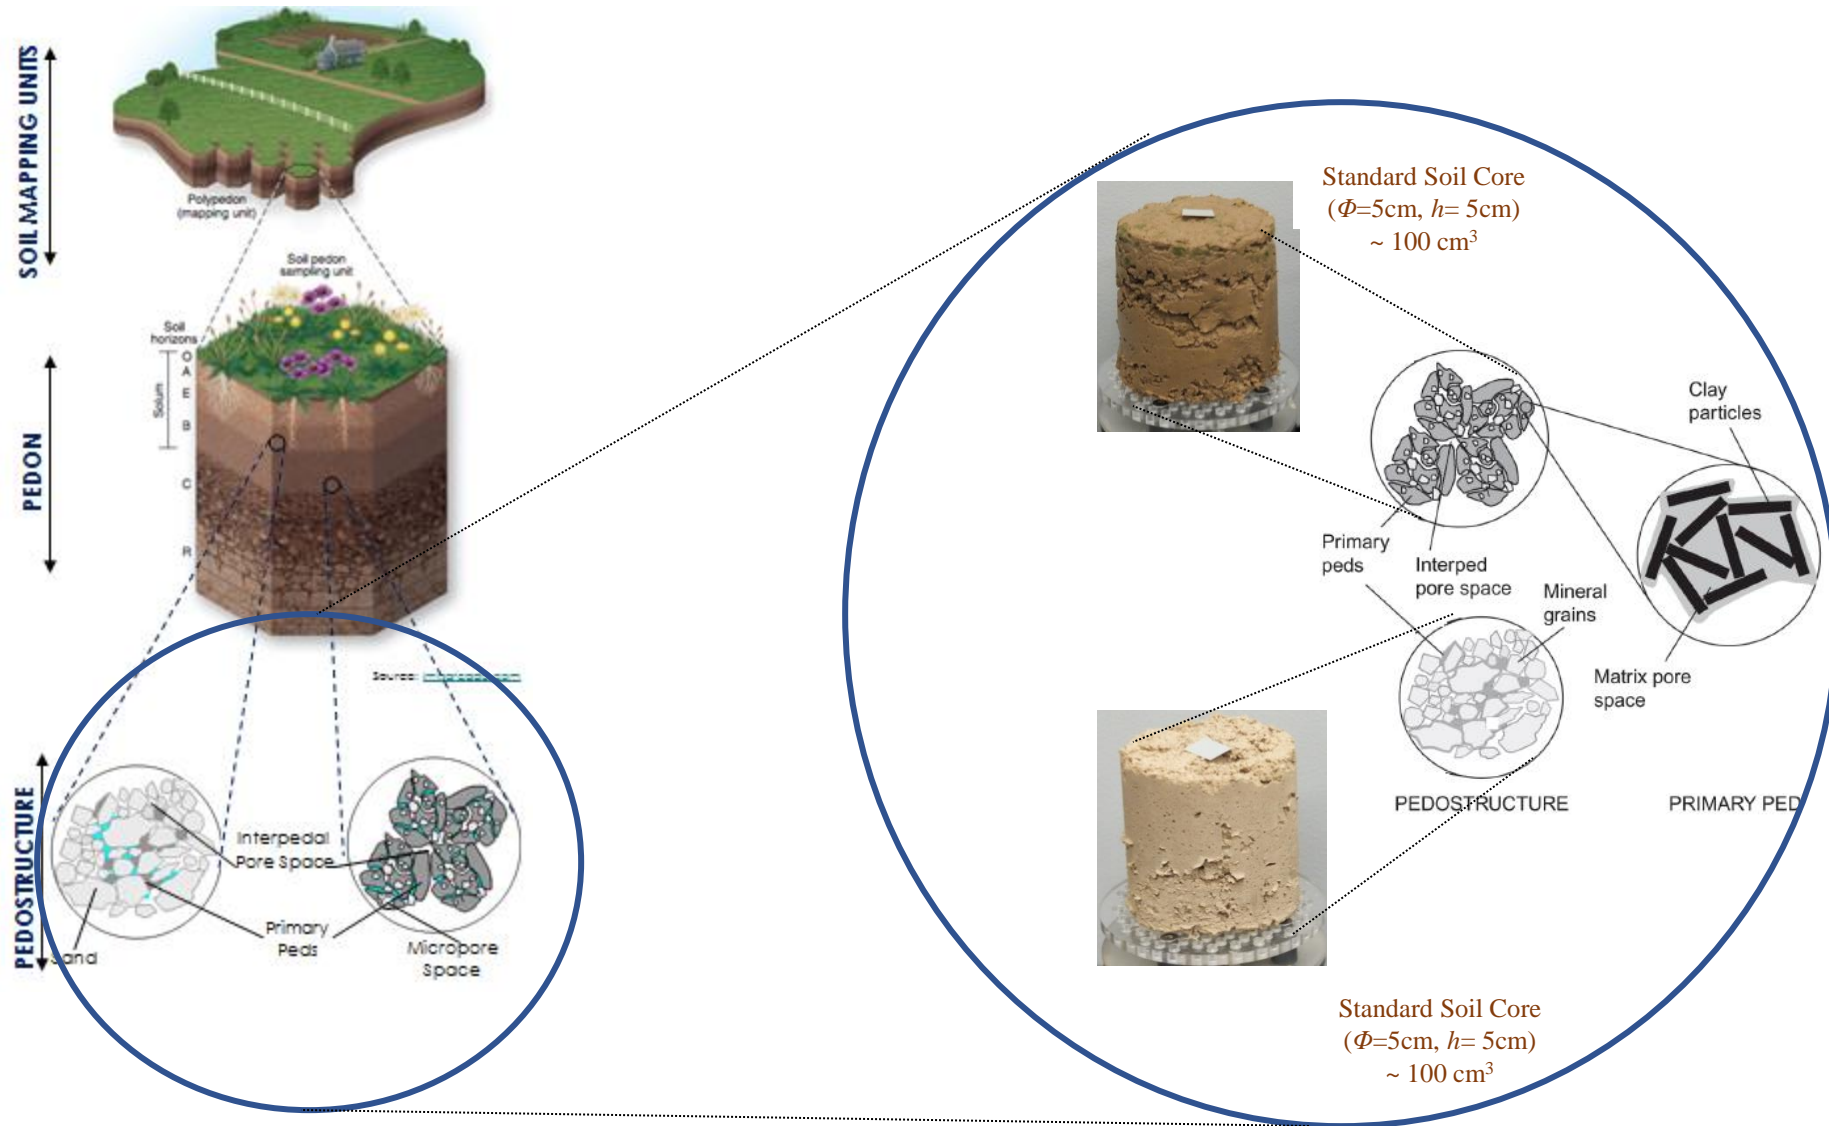 SOIL MAPPING UNITS
Polypedon
(mapping unit)
Soil pedon
sampling unit
PEDON
Soil
horizons
Solum
O
A
E
B
C
R
Source:
PEDOSTRUCTURE
Interpedal
Pore Space
Primary
Peds
Sand
Micropore
Space
Standard Soil Core
(Φ=5cm, h= 5cm)
~ 100 cm³
Clay
particles
Primary
peds
Interped
pore space
Mineral
grains
Matrix pore
space
PEDOSTRUCTURE
PRIMARY PED
Standard Soil Core
(Φ=5cm, h= 5cm)
~ 100 cm³